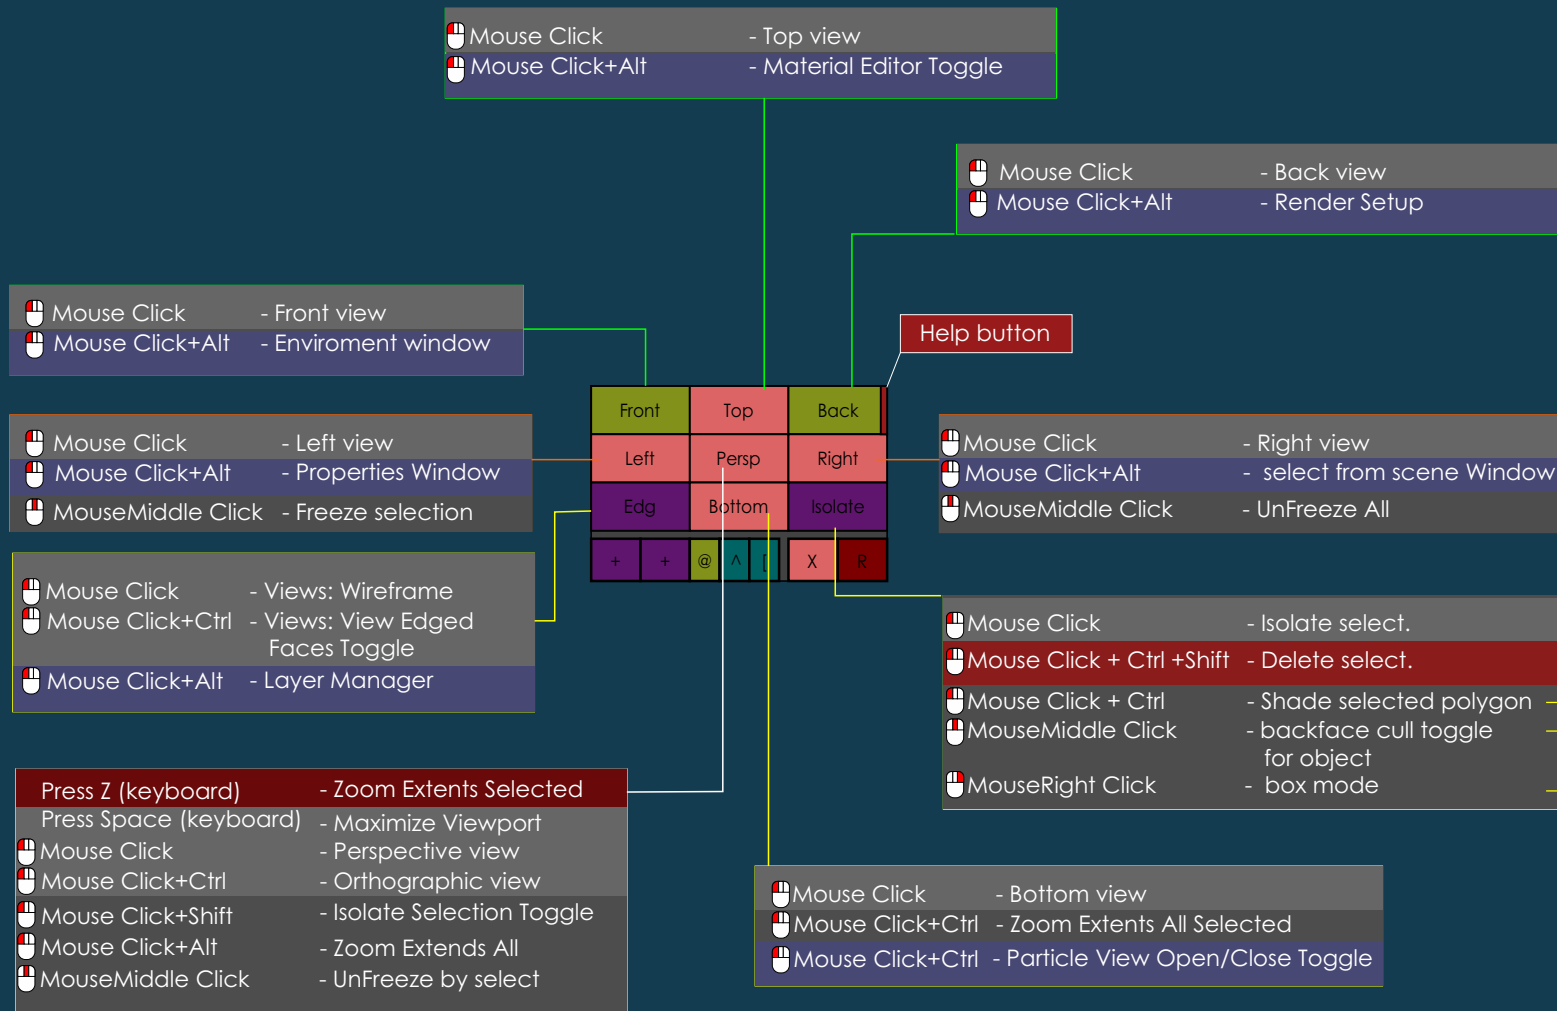 Mouse Click - Top view
Mouse Click+Alt - Material Editor Toggle
Mouse Click - Back view
Mouse Click+Alt - Render Setup
Mouse Click - Front view
Mouse Click+Alt - Enviroment window
Help button
Front Top Back
Left Persp Right
Edg Bottom Isolate
+ + @ ^ [ X R
Mouse Click - Left view
Mouse Click+Alt - Properties Window
MouseMiddle Click - Freeze selection
Mouse Click - Right view
Mouse Click+Alt - select from scene Window
MouseMiddle Click - UnFreeze All
Mouse Click - Views: Wireframe
Mouse Click+Ctrl - Views: View Edged
Faces Toggle
Mouse Click+Alt - Layer Manager
Mouse Click - Isolate select.
Mouse Click + Ctrl +Shift - Delete select.
Mouse Click + Ctrl - Shade selected polygon
MouseMiddle Click - backface cull toggle
for object
MouseRight Click - box mode
Press Z (keyboard) - Zoom Extents Selected
Press Space (keyboard) - Maximize Viewport
Mouse Click - Perspective view
Mouse Click+Ctrl - Orthographic view
Mouse Click+Shift - Isolate Selection Toggle
Mouse Click+Alt - Zoom Extends All
MouseMiddle Click - UnFreeze by select
Mouse Click - Bottom view
Mouse Click+Ctrl - Zoom Extents All Selected
Mouse Click+Ctrl - Particle View Open/Close Toggle